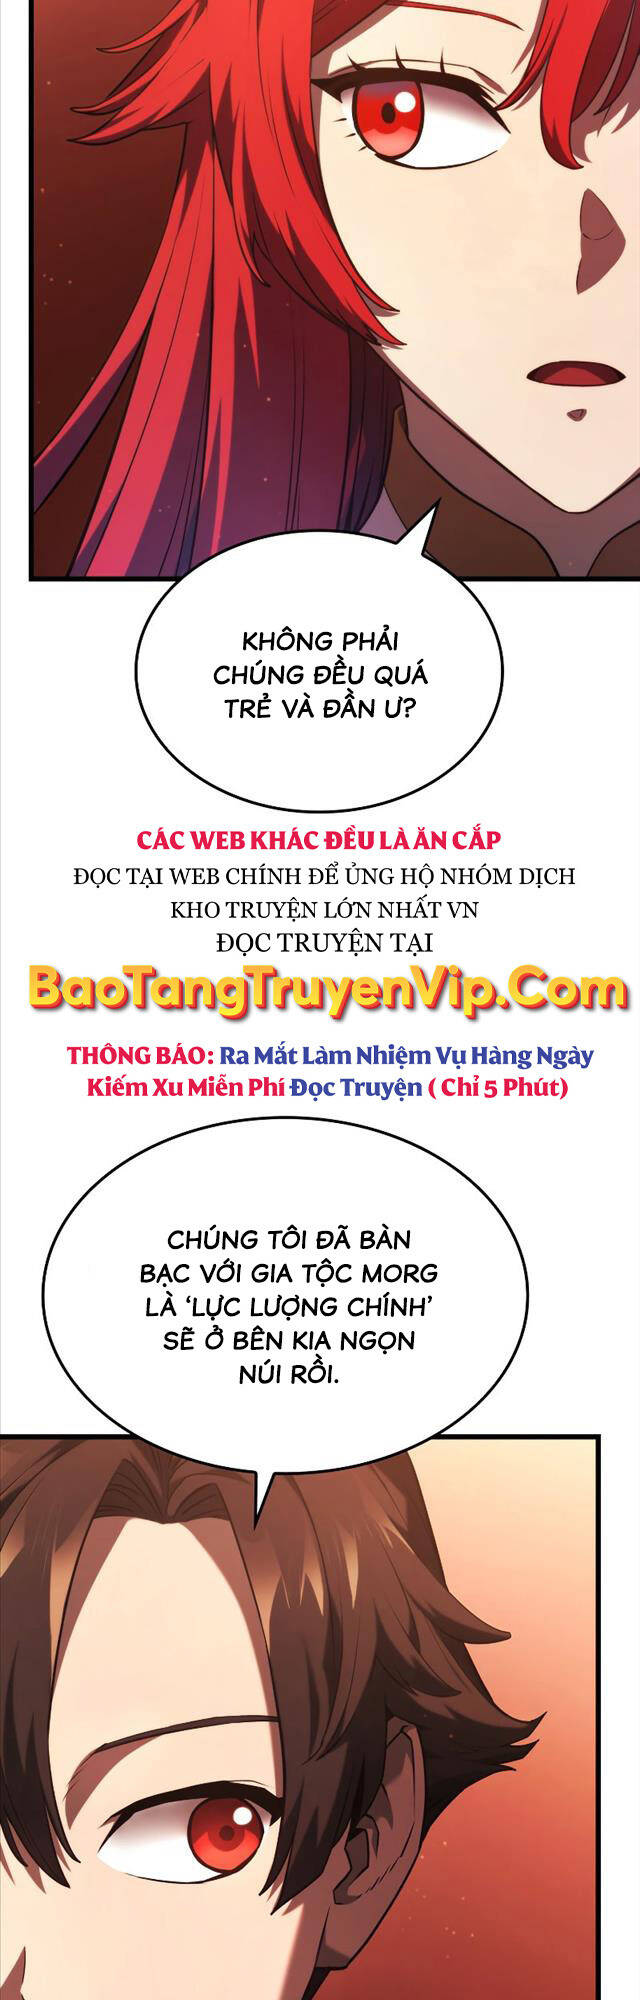 KHÔNG PHẢI
CHÚNG ĐỀU QUÁ
TRẺ VÀ ĐẦN Ư?
CÁC WEB KHÁC ĐỀU LÀ ĂN CẮP
ĐỌC TẠI WEB CHÍNH ĐỂ ỦNG HỘ NHÓM DỊCH
KHO TRUYỆN LỚN NHẤT VN
ĐỌC TRUYỆN TẠI
BaoTangTruyenVip.Com
THÔNG BÁO: Ra Mắt Làm Nhiệm Vụ Hàng Ngày
Kiếm Xu Miễn Phí Đọc Truyện ( Chỉ 5 Phút)
CHÚNG TÔI ĐÃ BÀN
BẠC VỚI GIA TỘC MORG
LÀ ‘LỰC LƯỢNG CHÍNH’
SẼ Ở BÊN KIA NGỌN
NÚI RỒI.